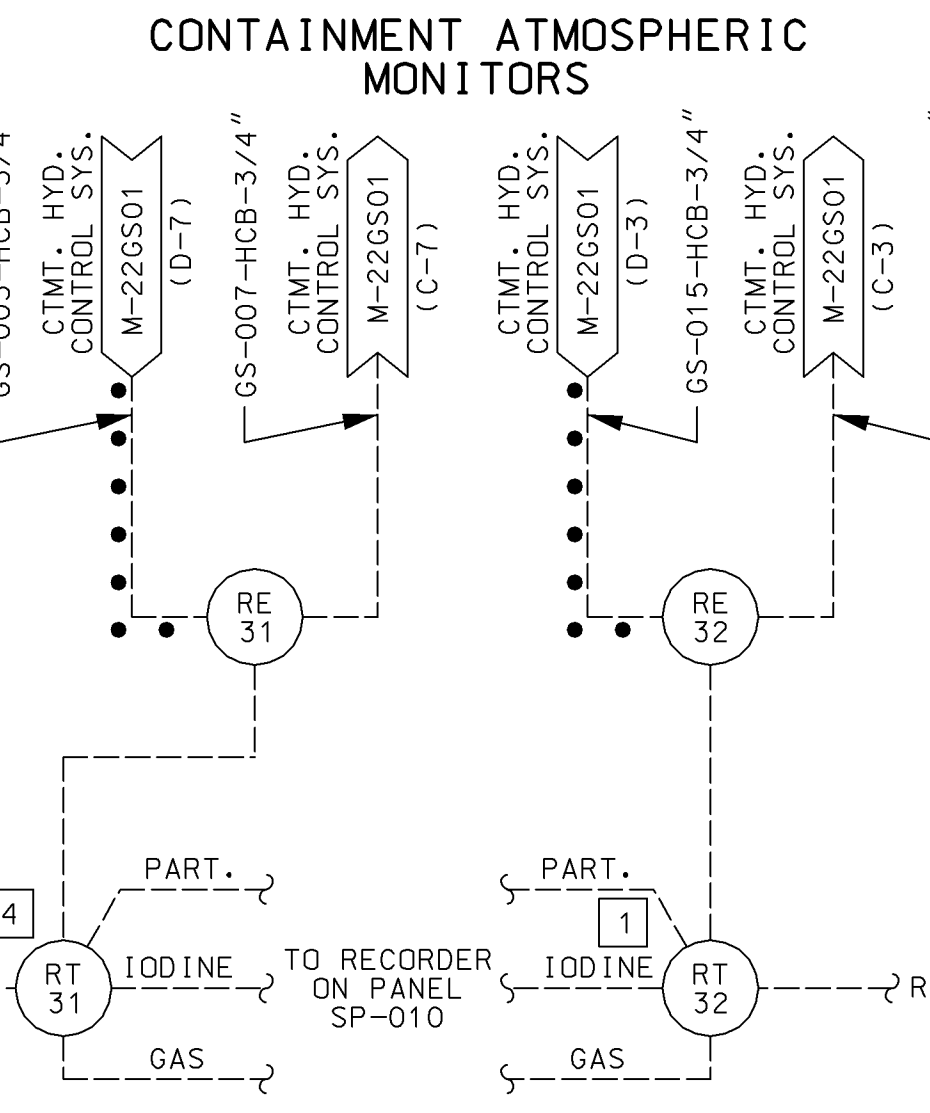 CONTAINMENT ATMOSPHERIC
MONITORS
CTMT. HYD.
CONTROL SYS.
M-22GS01
(D-7)
GS-007-HCB-3/4"
CTMT. HYD.
CONTROL SYS.
M-22GS01
(C-7)
CTMT. HYD.
CONTROL SYS.
M-22GS01
(D-3)
GS-015-HCB-3/4"
CTMT. HYD.
CONTROL SYS.
M-22GS01
(C-3)
RE
31
RE
32
PART.
PART.
4
1
RT
31
IODINE
TO RECORDER
ON PANEL
SP-010
IODINE
RT
32
R
GAS
GAS